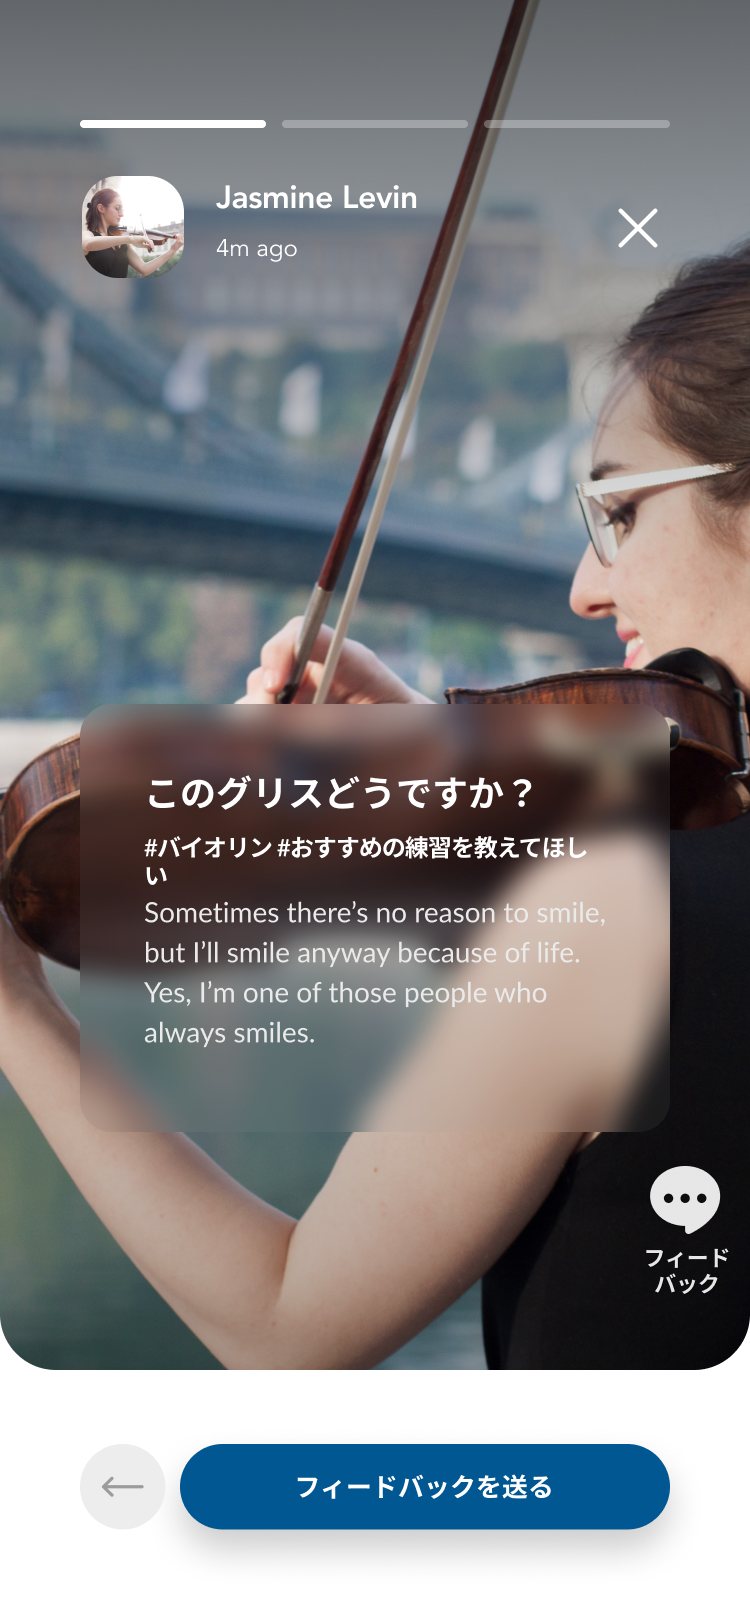 Jasmine Levin
4m ago
このグリスどうですか？
#バイオリン #おすすめの練習を教えてほし
い
Sometimes there’s no reason to smile,
but I’ll smile anyway because of life.
Yes, I’m one of those people who
always smiles.
フィード
バック
フィードバックを送る